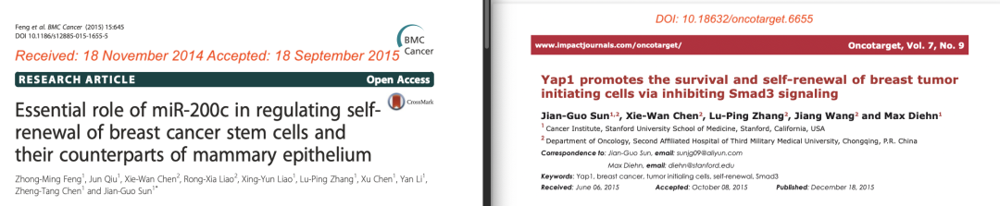 Feng et al. BMC Cancer (2015) 15:645
DOI 10.1186/s12885-015-1655-5
BMC
Cancer
Received: 18 November 2014 Accepted: 18 September 2015
RESEARCH ARTICLE Open Access
CrossMark
Essential role of miR-200c in regulating self-
renewal of breast cancer stem cells and
their counterparts of mammary epithelium
Zhong-Ming Feng1, Jun Qiu1, Xie-Wan Chen2, Rong-Xia Liao2, Xing-Yun Liao1, Lu-Ping Zhang1, Xu Chen1, Yan Li1,
Zheng-Tang Chen1 and Jian-Guo Sun1*
DOI: 10.18632/oncotarget.6655
www.impactjournals.com/oncotarget/ Oncotarget, Vol. 7, No. 9
Yap1 promotes the survival and self-renewal of breast tumor
initiating cells via inhibiting Smad3 signaling
Jian-Guo Sun1,2, Xie-Wan Chen2, Lu-Ping Zhang2, Jiang Wang2 and Max Diehn1
1 Cancer Institute, Stanford University School of Medicine, Stanford, California, USA
2 Department of Oncology, Second Affiliated Hospital of Third Military Medical University, Chongqing, P.R. China
Correspondence to: Jian-Guo Sun, email: sunjg09@aliyun.com
Max Diehn, email: diehn@stanford.edu
Keywords: Yap1, breast cancer, tumor initiating cells, self-renewal, Smad3
Received: June 06, 2015 Accepted: October 08, 2015 Published: December 18, 2015